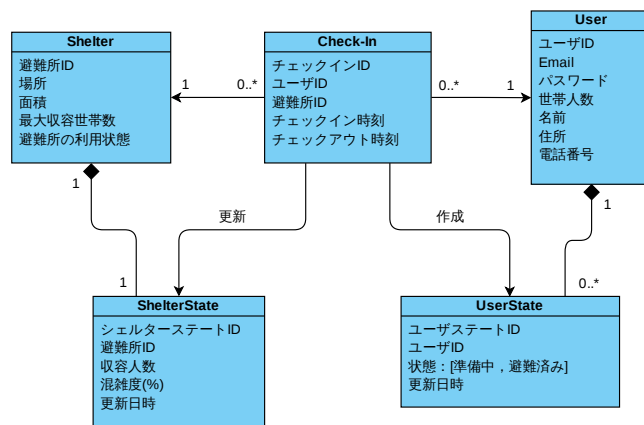 Shelter
避難所ID
場所
面積
最大収容世帯数
避難所の利用状態
1
0..*
Check-In
チェックインID
ユーザID
避難所ID
チェックイン時刻
チェックアウト時刻
0..*
1
User
ユーザID
Email
パスワード
世帯人数
名前
住所
電話番号
1
更新
作成
1
1
0..*
ShelterState
シェルターステートID
避難所ID
収容人数
混雑度(%)
更新日時
UserState
ユーザステートID
ユーザID
状態：[準備中，避難済み]
更新日時